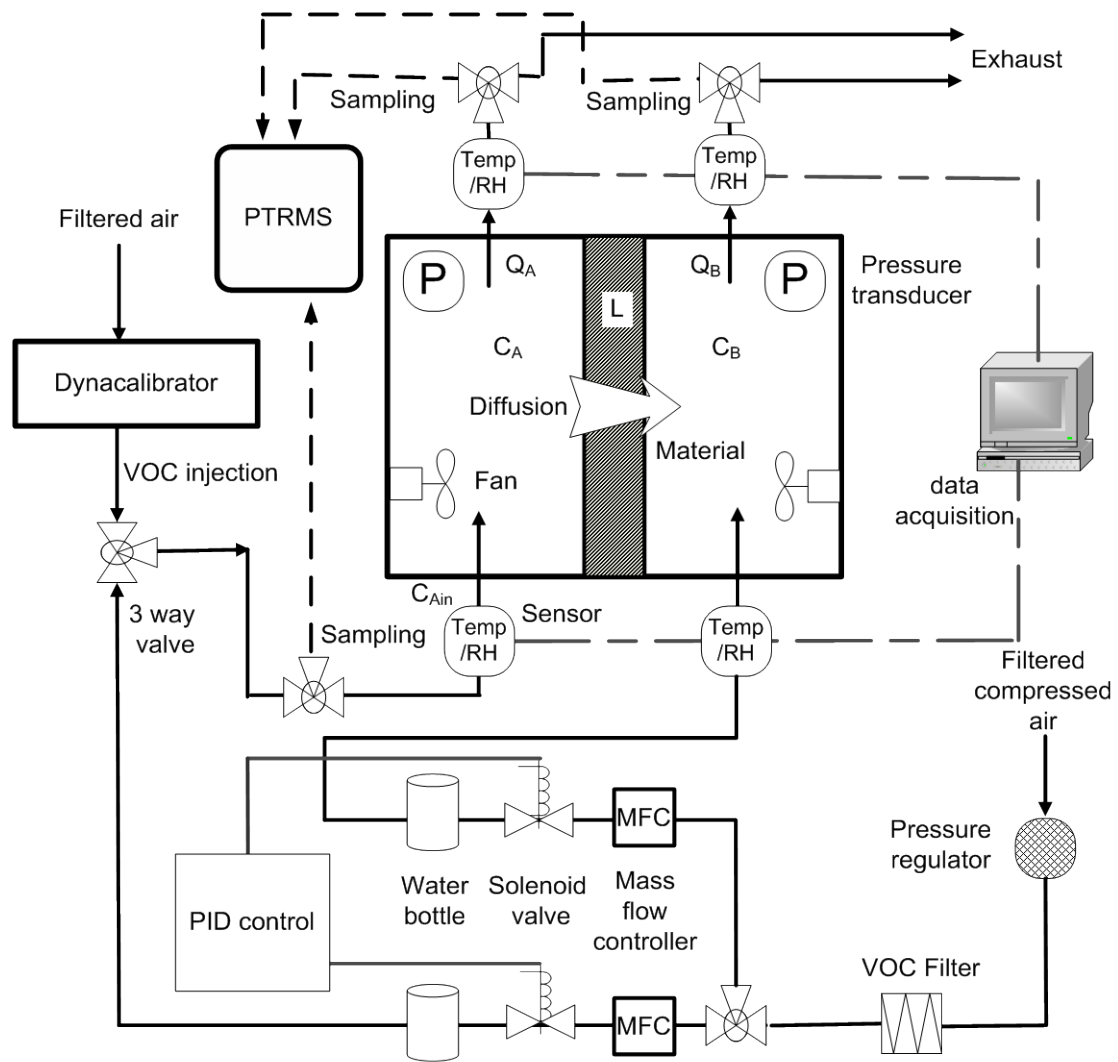 Exhaust
Sampling
Sampling
Temp
/RH
Temp
/RH
PTRMS
Filtered air
P
QA
QB
P
Pressure
transducer
L
CA
CB
Dynacalibrator
Diffusion
Material
VOC injection
Fan
data
acquisition
CAin
Sensor
3 way
valve
Sampling
Temp
/RH
Temp
/RH
Filtered
compressed
air
MFC
Pressure
regulator
Water
bottle
Solenoid
valve
Mass
flow
controller
PID control
VOC Filter
MFC